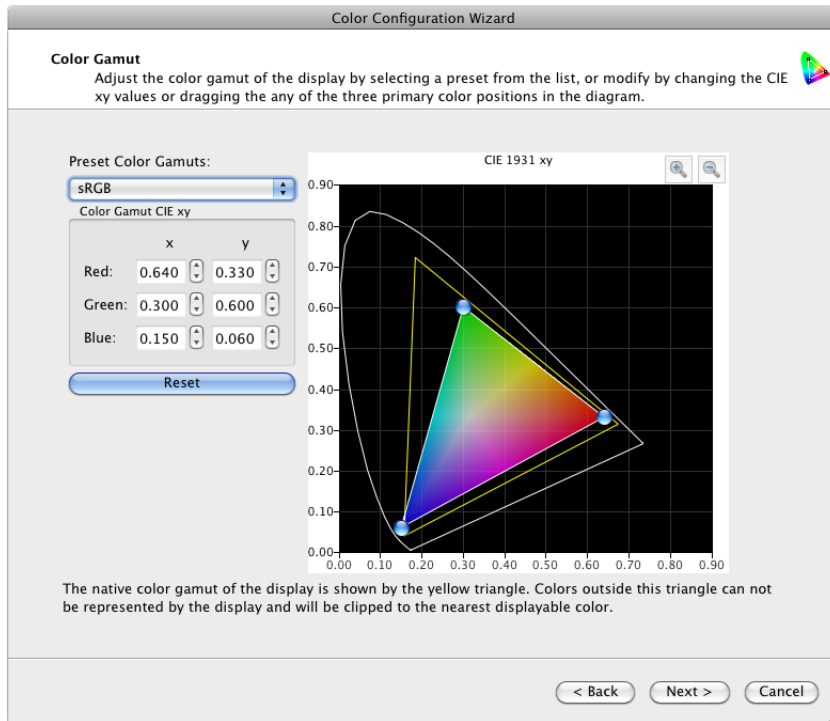 Color Configuration Wizard
Color Gamut
Adjust the color gamut of the display by selecting a preset from the list, or modify by changing the CIE
xy values or dragging the any of the three primary color positions in the diagram.
Preset Color Gamuts:
sRGB
Color Gamut CIE xy
x y
Red: 0.640 0.330
Green: 0.300 0.600
Blue: 0.150 0.060
Reset
CIE 1931 xy
0.90
0.80
0.70
0.60
0.50
0.40
0.30
0.20
0.10
0.00
0.00 0.10 0.20 0.30 0.40 0.50 0.60 0.70 0.80 0.90
The native color gamut of the display is shown by the yellow triangle. Colors outside this triangle can not
be represented by the display and will be clipped to the nearest displayable color.
< Back Next > Cancel